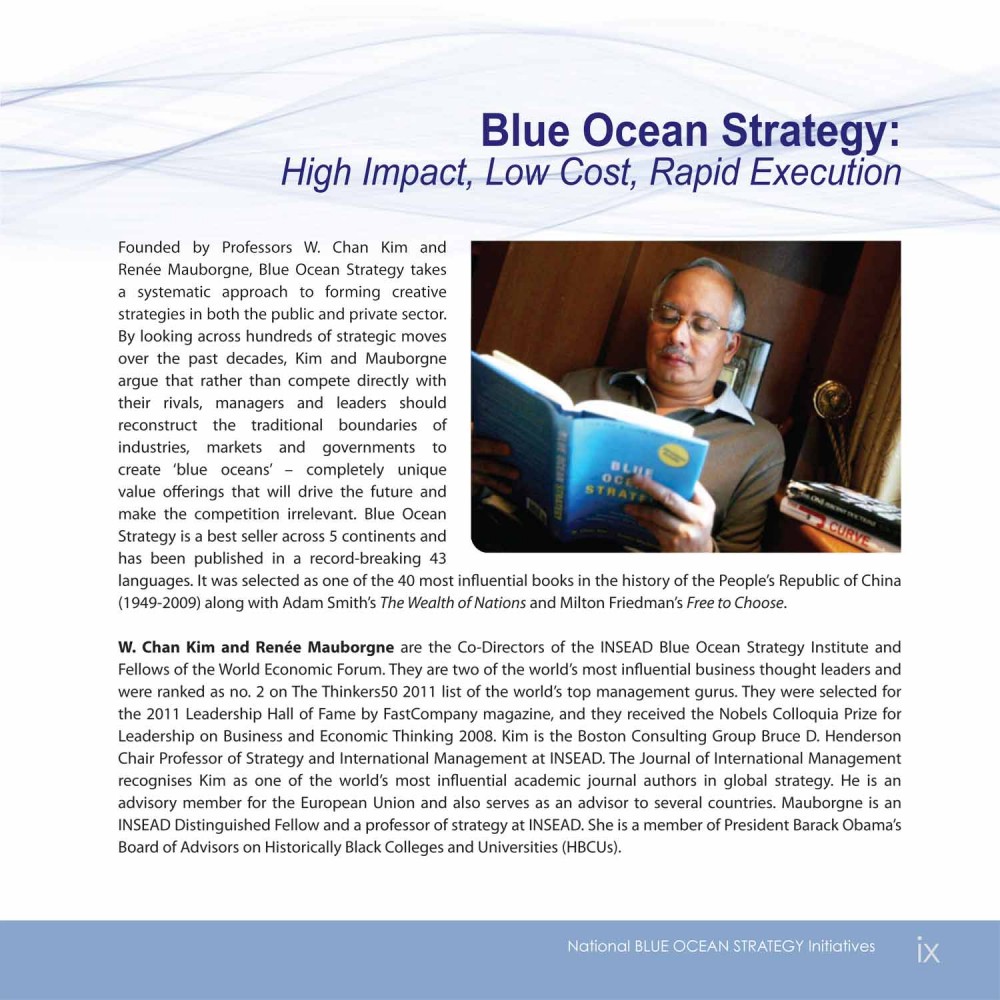 Blue Ocean Strategy:
High Impact, Low Cost, Rapid Execution
Founded by Professors W. Chan Kim and
Renée Mauborgne, Blue Ocean Strategy takes
a systematic approach to forming creative
strategies in both the public and private sector.
By looking across hundreds of strategic moves
over the past decades, Kim and Mauborgne
argue that rather than compete directly with
their rivals, managers and leaders should
reconstruct the traditional boundaries of
industries, markets and governments to
create ‘blue oceans’ – completely unique
value offerings that will drive the future and
make the competition irrelevant. Blue Ocean
Strategy is a best seller across 5 continents and
has been published in a record-breaking 43
languages. It was selected as one of the 40 most influential books in the history of the People’s Republic of China
(1949-2009) along with Adam Smith’s The Wealth of Nations and Milton Friedman’s Free to Choose.
BLUE OCEAN STRATEGY
BLUE
CURVE
W. Chan Kim and Renée Mauborgne are the Co-Directors of the INSEAD Blue Ocean Strategy Institute and
Fellows of the World Economic Forum. They are two of the world’s most influential business thought leaders and
were ranked as no. 2 on The Thinkers50 2011 list of the world’s top management gurus. They were selected for
the 2011 Leadership Hall of Fame by FastCompany magazine, and they received the Nobels Colloquia Prize for
Leadership on Business and Economic Thinking 2008. Kim is the Boston Consulting Group Bruce D. Henderson
Chair Professor of Strategy and International Management at INSEAD. The Journal of International Management
recognises Kim as one of the world’s most influential academic journal authors in global strategy. He is an
advisory member for the European Union and also serves as an advisor to several countries. Mauborgne is an
INSEAD Distinguished Fellow and a professor of strategy at INSEAD. She is a member of President Barack Obama’s
Board of Advisors on Historically Black Colleges and Universities (HBCUs).
National BLUE OCEAN STRATEGY Initiatives
ix